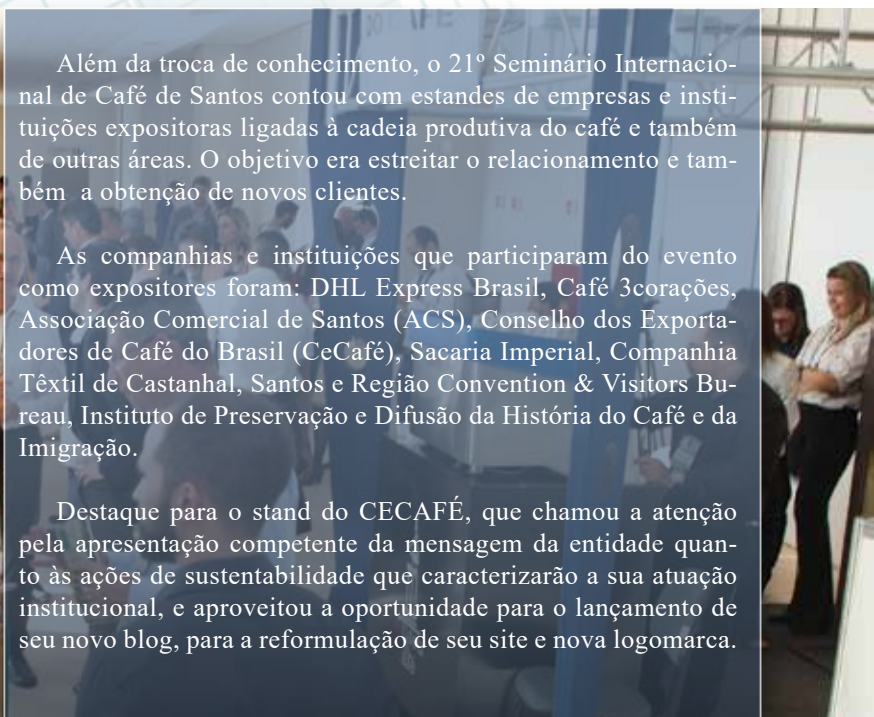 Além da troca de conhecimento, o 21º Seminário Internacio-
nal de Café de Santos contou com estandes de empresas e insti-
tuições expositoras ligadas à cadeia produtiva do café e também
de outras áreas. O objetivo era estreitar o relacionamento e tam-
bém  a obtenção de novos clientes.
As companhias e instituições que participaram do evento
como expositores foram: DHL Express Brasil, Café 3corações,
Associação Comercial de Santos (ACS), Conselho dos Exporta-
dores de Café do Brasil (CeCafé), Sacaria Imperial, Companhia
Têxtil de Castanhal, Santos e Região Convention & Visitors Bu-
reau, Instituto de Preservação e Difusão da História do Café e da
Imigração.
Destaque para o stand do CECAFÉ, que chamou a atenção
pela apresentação competente da mensagem da entidade quan-
to às ações de sustentabilidade que caracterizarão a sua atuação
institucional, e aproveitou a oportunidade para o lançamento de
seu novo blog, para a reformulação de seu site e nova logomarca.